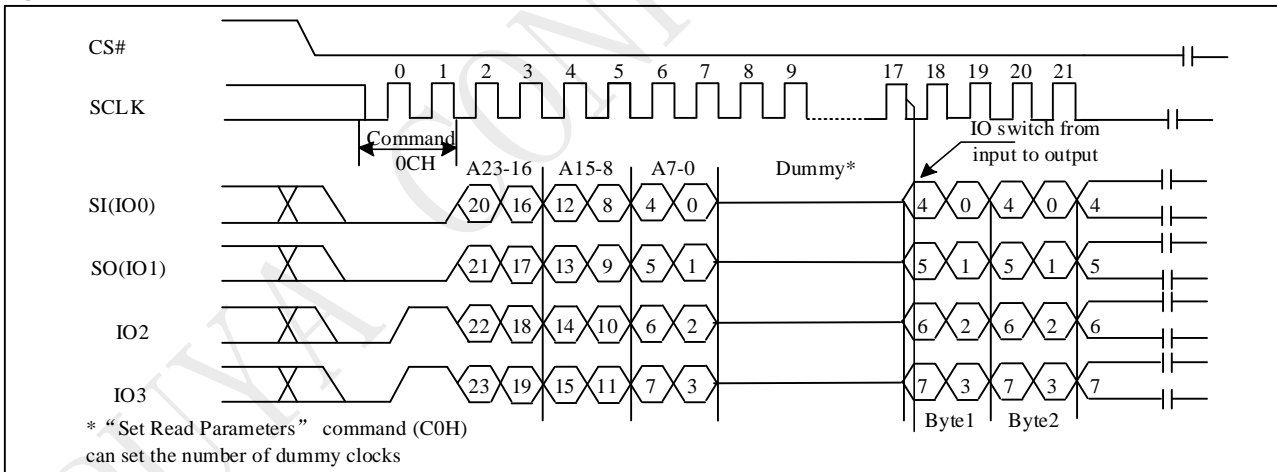 CS#
0 1 2 3 4 5 6 7 8 9 17 18 19 20 21
SCLK
Command
0CH
IO switch from
input to output
A23-16 A15-8 A7-0 Dummy*
SI(IO0) 20 16 12 8 4 0 4 0 4 0 4
SO(IO1) 21 17 13 9 5 1 5 1 5 1 5
IO2 22 18 14 10 6 2 6 2 6 2 6
IO3 23 19 15 11 7 3 7 3 7 3 7
Byte1 Byte2
* “Set Read Parameters” command (C0H)
can set the number of dummy clocks